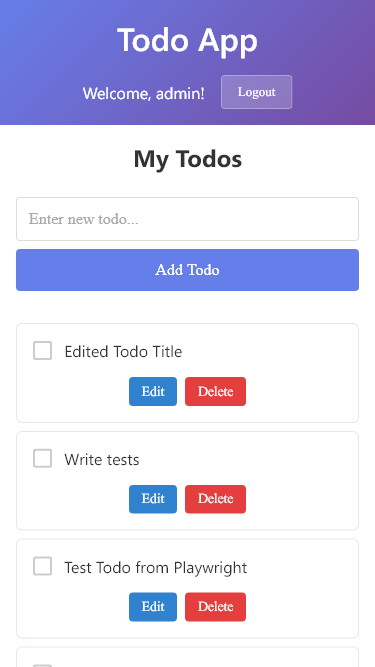 Todo App
Welcome, admin! Logout
My Todos
Enter new todo...
Add Todo
Edited Todo Title
Edit Delete
Write tests
Edit Delete
Test Todo from Playwright
Edit Delete